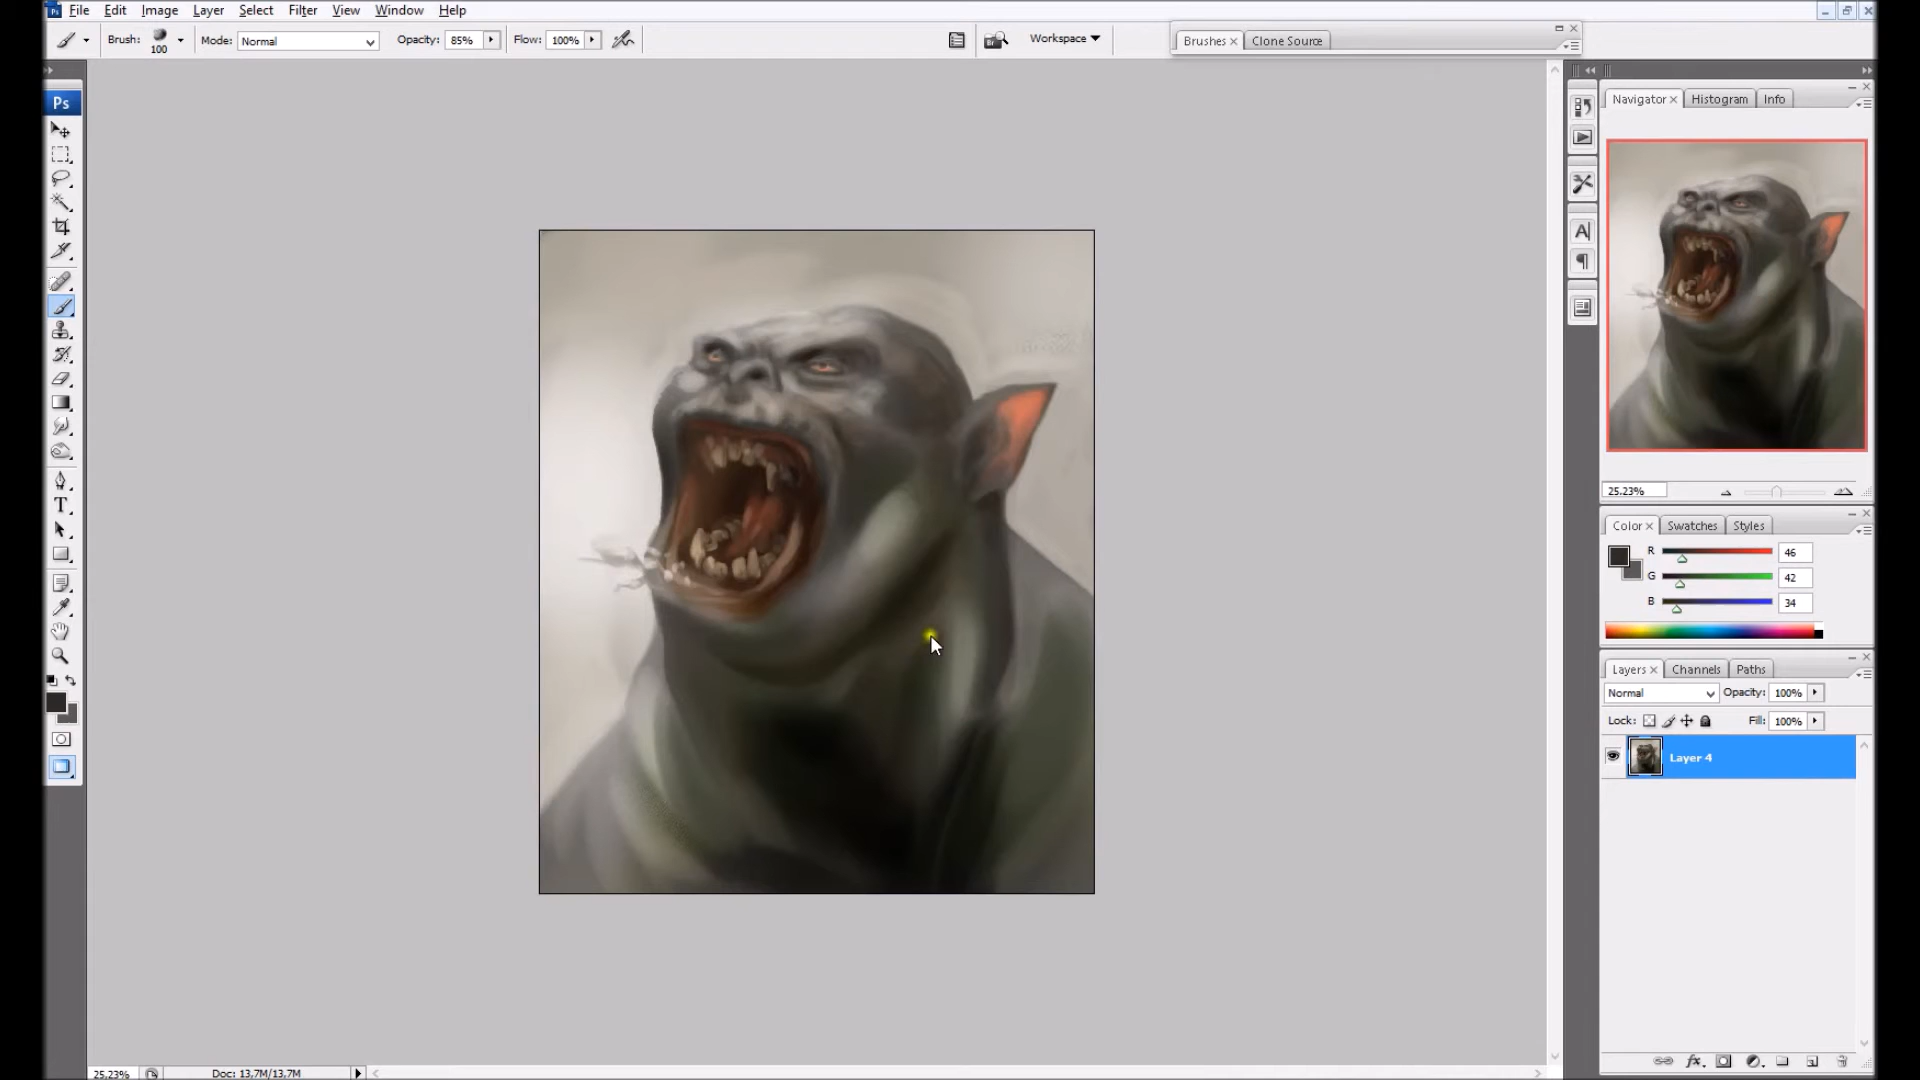 Ps File Edit Image Layer Select Filter View Window Help
Brush: 100 Mode: Normal Opacity: 85% Flow: 100% Workspace Brushes x Clone Source
Ps
Navigator x Histogram Info
A
T
25.23%
Color x Swatches Styles
R 46
G 42
B 34
Layers x Channels Paths
Normal Opacity: 100%
Lock: Fill: 100%
Layer 4
fx
25.23% Doc: 13,7M/13,7M